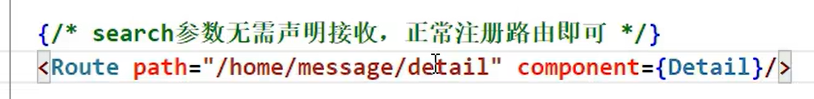 {/* search参数无需声明接收，正常注册路由即可 */}
<Route path="/home/message/detail" component={Detail}/>